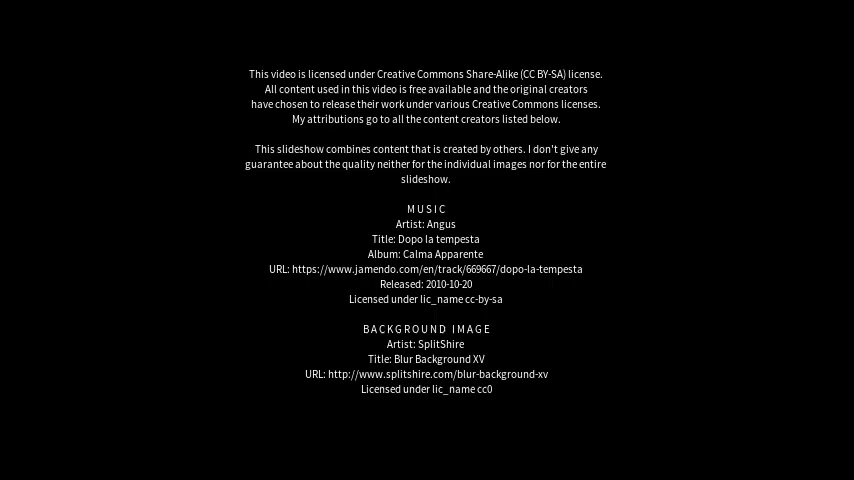 This video is licensed under Creative Commons Share-Alike (CC BY-SA) license.
All content used in this video is free available and the original creators
have chosen to release their work under various Creative Commons licenses.
My attributions go to all the content creators listed below.
This slideshow combines content that is created by others. I don't give any
guarantee about the quality neither for the individual images nor for the entire
slideshow.
MUSIC
Artist: Angus
Title: Dopo la tempesta
Album: Calma Apparente
URL: https://www.jamendo.com/en/track/669667/dopo-la-tempesta
Released: 2010-10-20
Licensed under lic_name cc-by-sa
BACKGROUND IMAGE
Artist: SplitShire
Title: Blur Background XV
URL: http://www.splitshire.com/blur-background-xv
Licensed under lic_name cc0